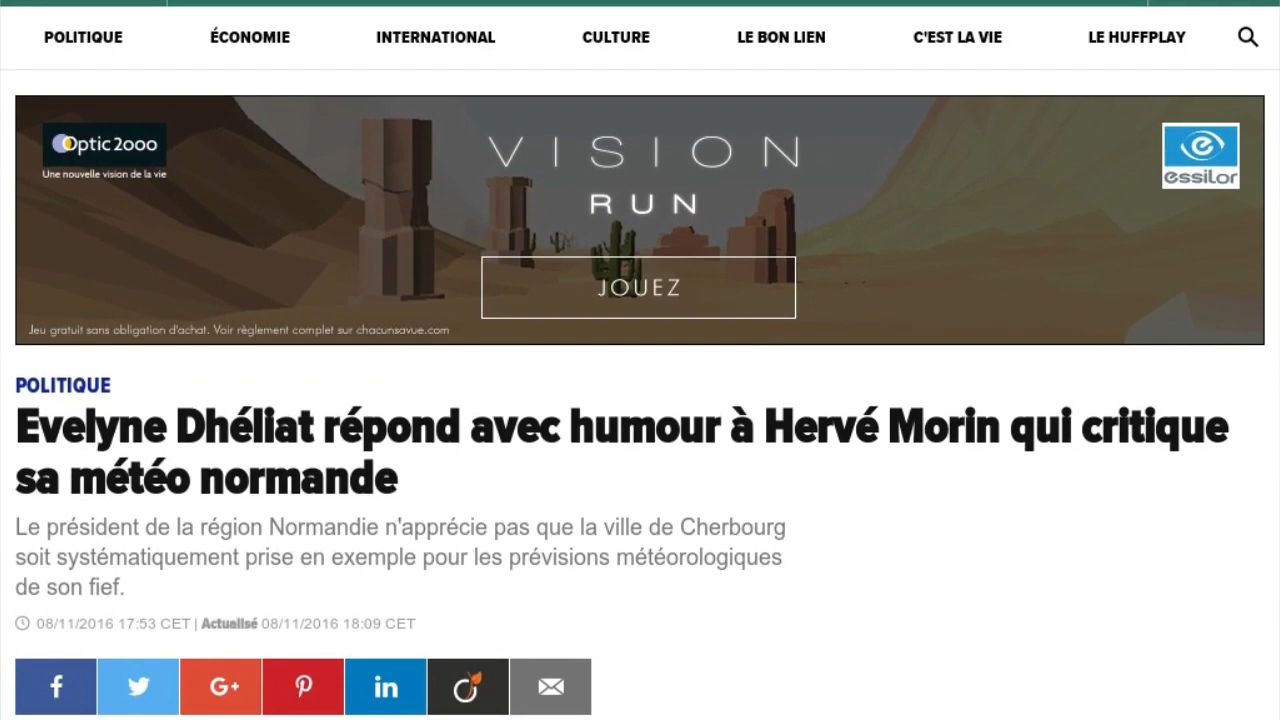 POLITIQUE ÉCONOMIE INTERNATIONAL CULTURE LE BON LIEN C'EST LA VIE LE HUFFPLAY
Optic 2000
Une nouvelle vision de la vie
VISION
RUN
essilor
JOUEZ
Jeu gratuit sans obligation d'achat. Voir règlement complet sur chacunsavue.com
POLITIQUE
Evelyne Dhéliat répond avec humour à Hervé Morin qui critique
sa météo normande
Le président de la région Normandie n'apprécie pas que la ville de Cherbourg
soit systématiquement prise en exemple pour les prévisions météorologiques
de son fief.
08/11/2016 17:53 CET | Actualisé 08/11/2016 18:09 CET
f G+ in